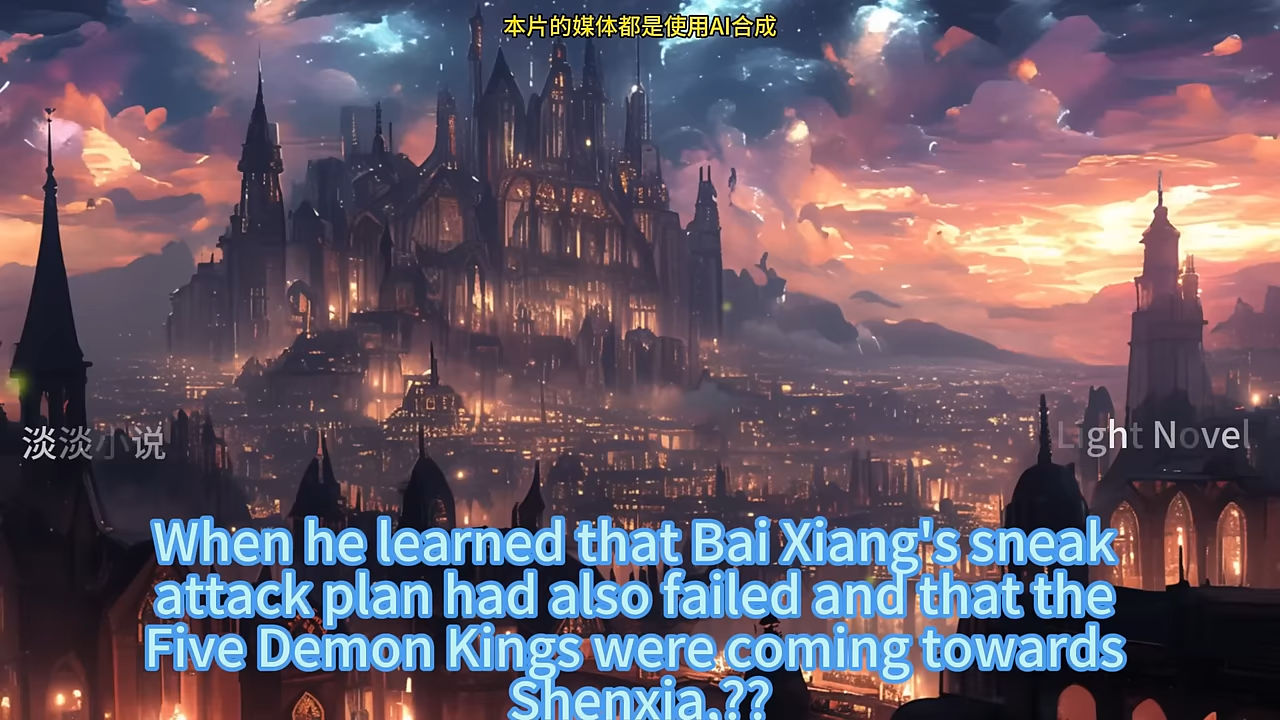 本片的媒体都是使用AI合成
淡淡小说
Light Novel
When he learned that Bai Xiang's sneak
attack plan had also failed and that the
Five Demon Kings were coming towards
Shenxia,??